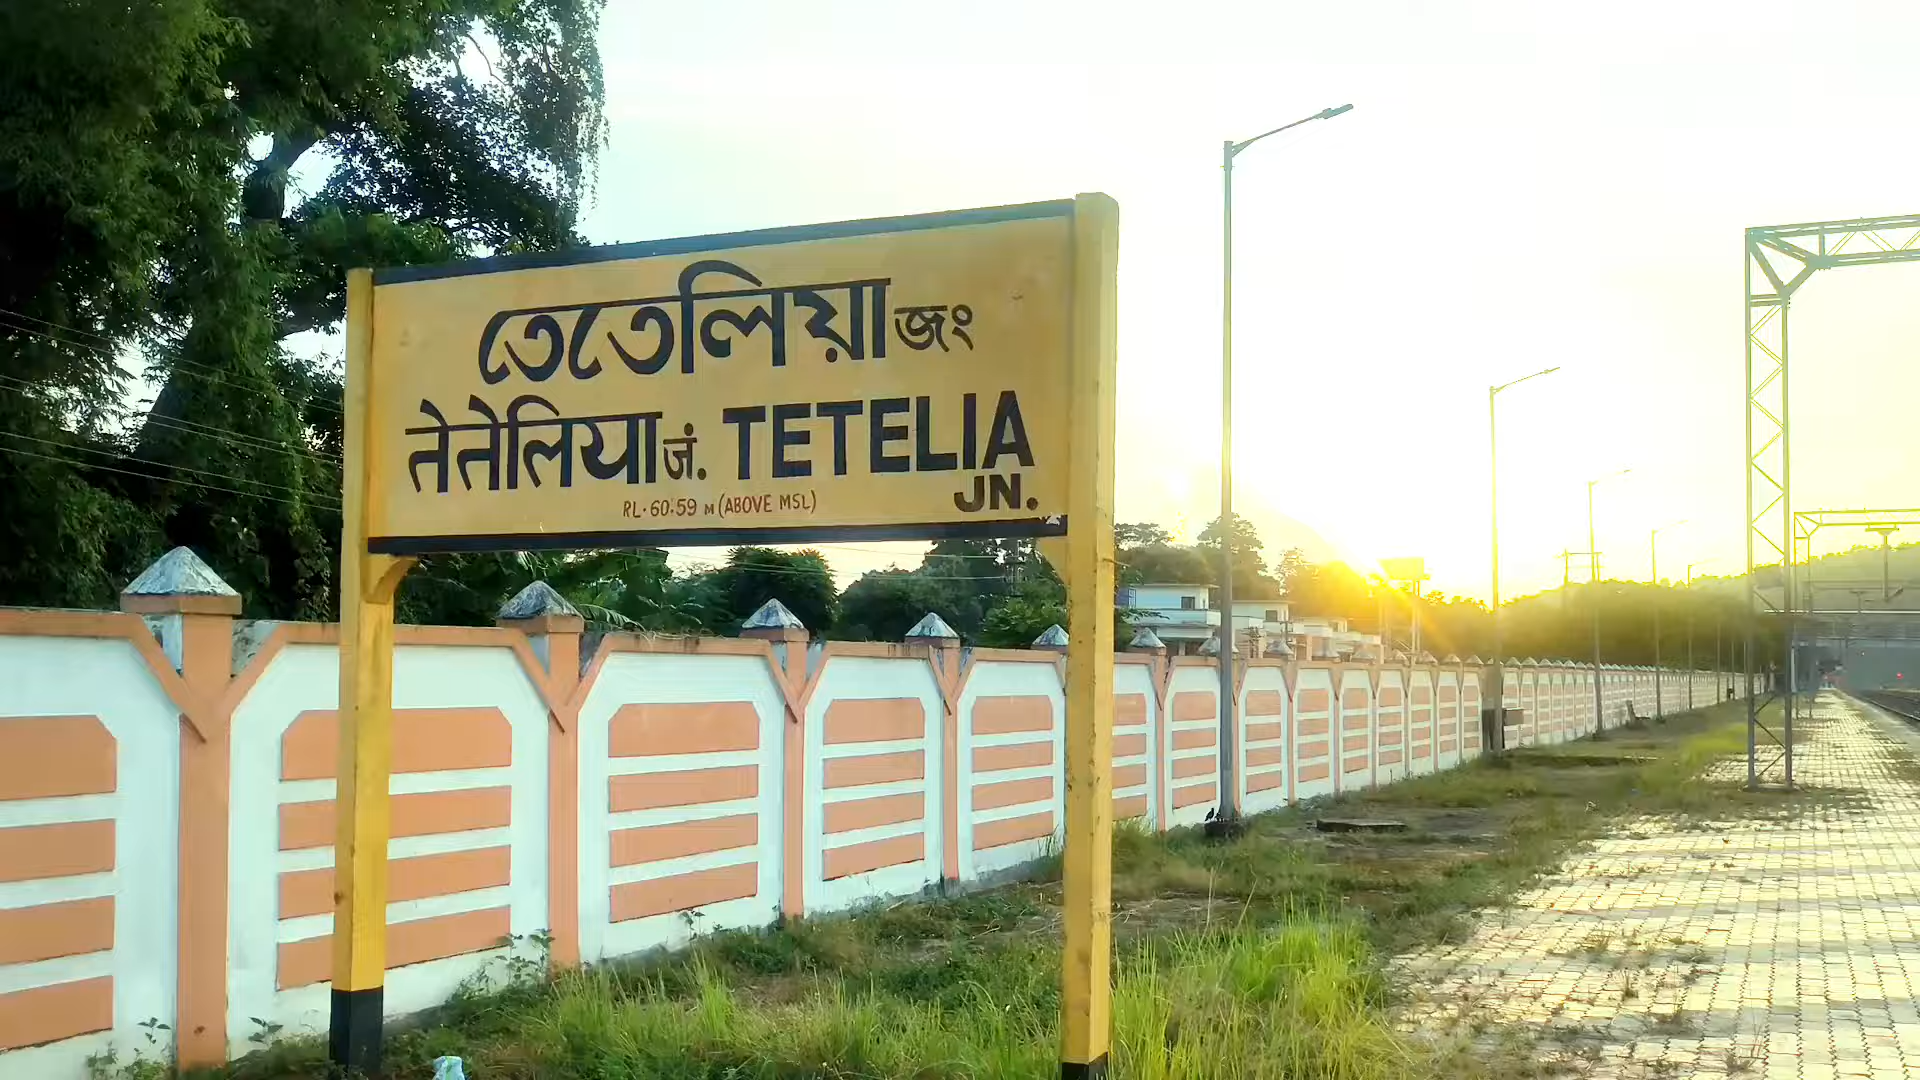 তেতেলিয়া জং
तेतेलिया जं. TETELIA JN.
RL. 60.59 M (ABOVE MSL)